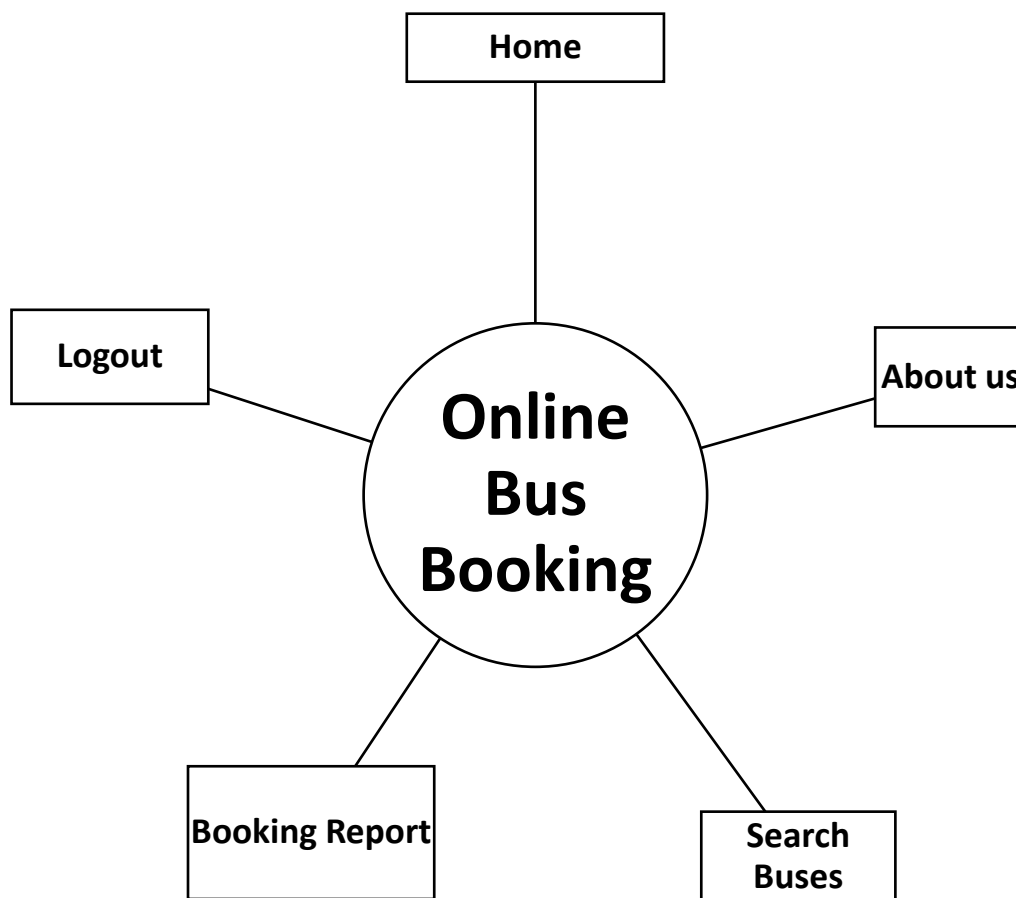 Home
Logout
About us
Online
Bus
Booking
Booking Report
Search
Buses